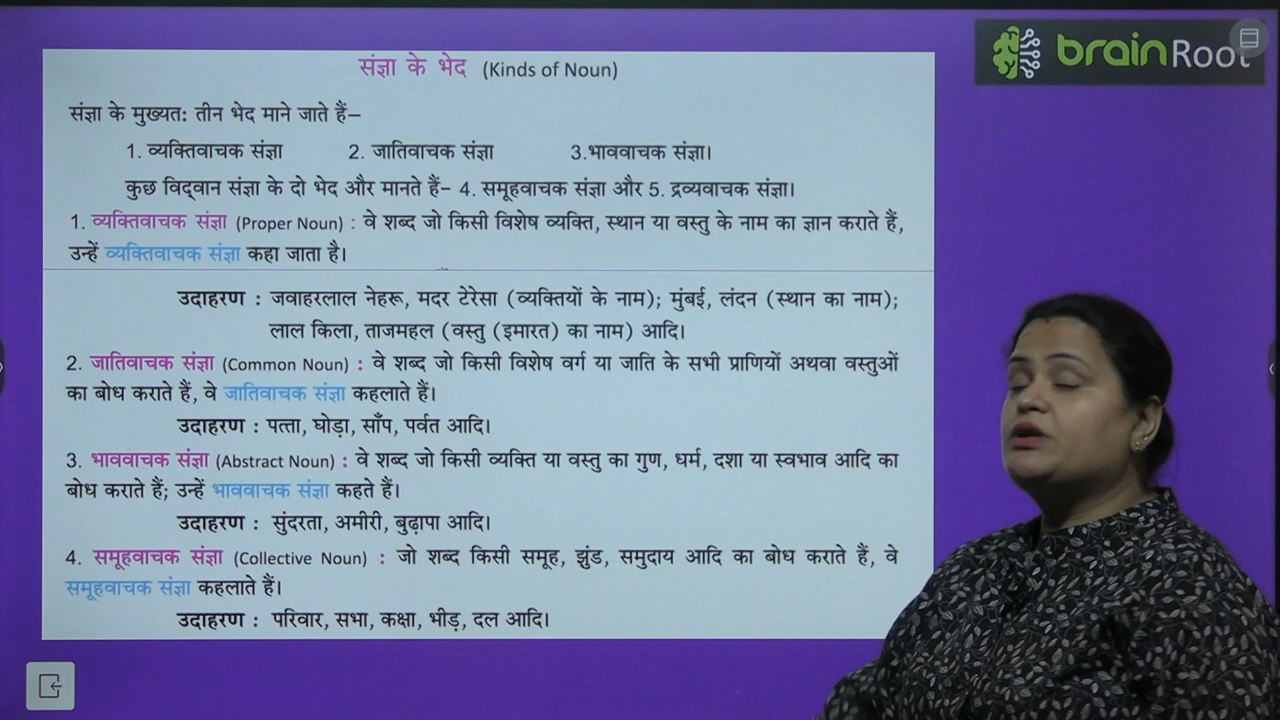 brainRoot
संज्ञा के भेद (Kinds of Noun)
संज्ञा के मुख्यत: तीन भेद माने जाते हैं–
1. व्यक्तिवाचक संज्ञा 2. जातिवाचक संज्ञा 3.भाववाचक संज्ञा।
कुछ विद्‌वान संज्ञा के दो भेद और मानते हैं– 4. समूहवाचक संज्ञा और 5. द्रव्यवाचक संज्ञा।
1. व्यक्तिवाचक संज्ञा (Proper Noun) : वे शब्द जो किसी विशेष व्यक्ति, स्थान या वस्तु के नाम का ज्ञान कराते हैं,
उन्हें व्यक्तिवाचक संज्ञा कहा जाता है।
उदाहरण : जवाहरलाल नेहरू, मदर टेरेसा (व्यक्तियों के नाम); मुंबई, लंदन (स्थान का नाम);
लाल किला, ताजमहल (वस्तु (इमारत) का नाम) आदि।
2. जातिवाचक संज्ञा (Common Noun) : वे शब्द जो किसी विशेष वर्ग या जाति के सभी प्राणियों अथवा वस्तुओं
का बोध कराते हैं, वे जातिवाचक संज्ञा कहलाते हैं।
उदाहरण : पत्ता, घोड़ा, साँप, पर्वत आदि।
3. भाववाचक संज्ञा (Abstract Noun) : वे शब्द जो किसी व्यक्ति या वस्तु का गुण, धर्म, दशा या स्वभाव आदि का
बोध कराते हैं; उन्हें भाववाचक संज्ञा कहते हैं।
उदाहरण : सुंदरता, अमीरी, बुढ़ापा आदि।
4. समूहवाचक संज्ञा (Collective Noun) : जो शब्द किसी समूह, झुंड, समुदाय आदि का बोध कराते हैं, वे
समूहवाचक संज्ञा कहलाते हैं।
उदाहरण : परिवार, सभा, कक्षा, भीड़, दल आदि।